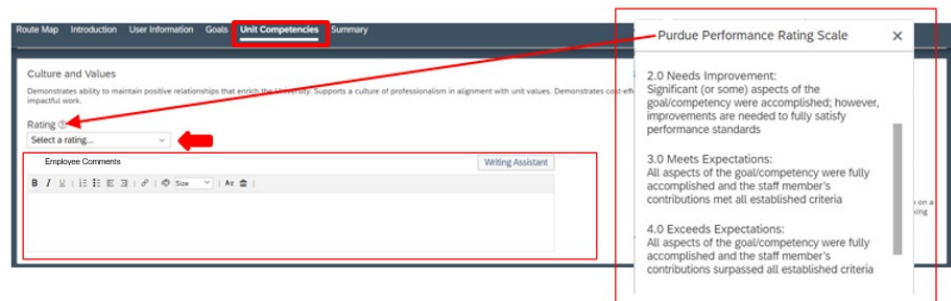 Route Map Introduction User Information Goals Unit Competencies Summary
Culture and Values
Demonstrates ability to maintain positive relationships that enrich the University. Supports a culture of professionalism in alignment with unit values. Demonstrates cost-eff
impactful work.
Rating
Select a rating...
Employee Comments
Writing Assistant
B I U Size
Purdue Performance Rating Scale
2.0 Needs Improvement:
Significant (or some) aspects of the
goal/competency were accomplished; however,
improvements are needed to fully satisfy
performance standards
3.0 Meets Expectations:
All aspects of the goal/competency were fully
accomplished and the staff member's
contributions met all established criteria
4.0 Exceeds Expectations:
All aspects of the goal/competency were fully
accomplished and the staff member's
contributions surpassed all established criteria
on a